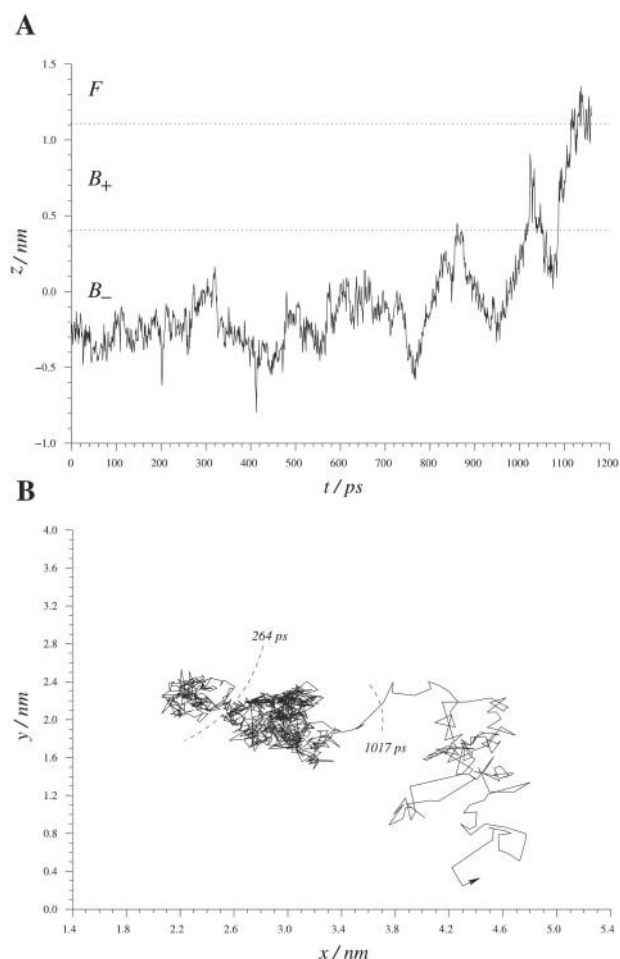 A
1.5
F
1.0
B+
z / nm
0.5
0.0
B−
−0.5
−1.0
0 100 200 300 400 500 600 700 800 900 1000 1100 1200
t / ps
B
4.0
3.6
3.2
2.8
264 ps
2.4
y / nm
2.0
1017 ps
1.6
1.2
0.8
0.4
0.0
1.4 1.8 2.2 2.6 3.0 3.4 3.8 4.2 4.6 5.0 5.4
x / nm